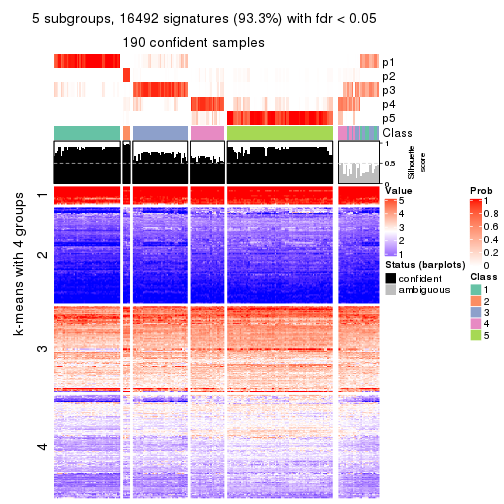 5 subgroups, 16492 signatures (93.3%) with fdr < 0.05
190 confident samples
p1
p2
p3
p4
p5
Class
1
0.5
0
Silhouette
score
k-means with 4 groups
1
2
3
4
Value
5
4
3
2
1
Status (barplots)
confident
ambiguous
Prob
1
0.8
0.6
0.4
0.2
0
Class
1
2
3
4
5